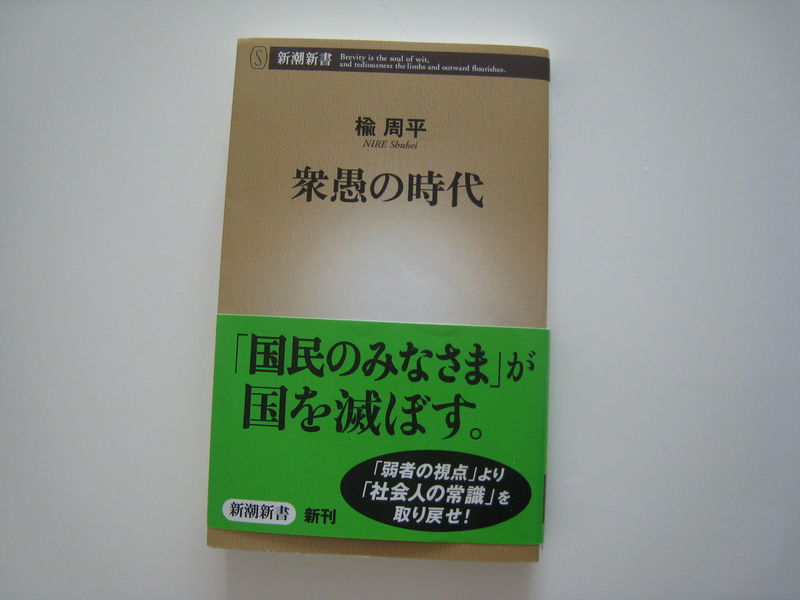 S 新潮新書
Brevity is the soul of wit,
and tediousness the limbs and outward flourishes.
楡 周平
NIRE Shuhei
衆愚の時代
「国民のみなさま」が
国を滅ぼす。
「弱者の視点」より
「社会人の常識」を
取り戻せ!
新潮新書 新刊